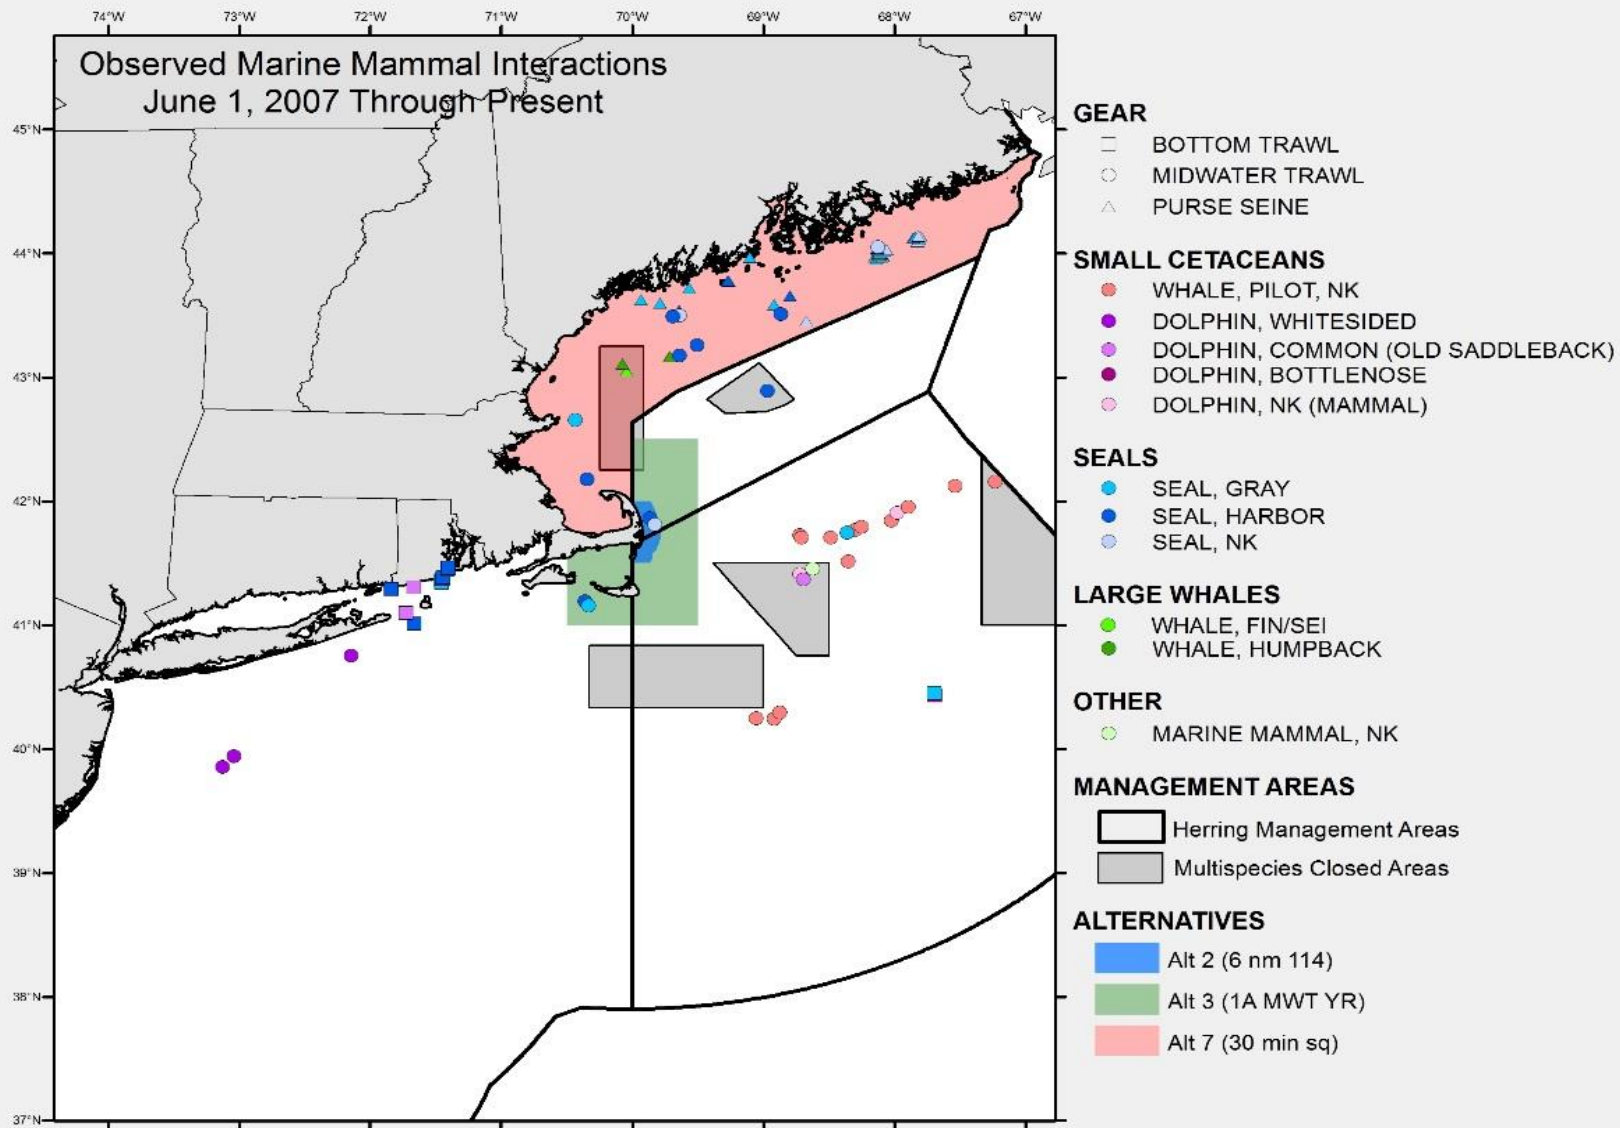 74°W 73°W 72°W 71°W 70°W 69°W 68°W 67°W
Observed Marine Mammal Interactions
June 1, 2007 Through Present
45°N
44°N
43°N
42°N
41°N
40°N
39°N
38°N
37°N
GEAR
BOTTOM TRAWL
MIDWATER TRAWL
PURSE SEINE
SMALL CETACEANS
WHALE, PILOT, NK
DOLPHIN, WHITESIDED
DOLPHIN, COMMON (OLD SADDLEBACK)
DOLPHIN, BOTTLENOSE
DOLPHIN, NK (MAMMAL)
SEALS
SEAL, GRAY
SEAL, HARBOR
SEAL, NK
LARGE WHALES
WHALE, FIN/SEI
WHALE, HUMPBACK
OTHER
MARINE MAMMAL, NK
MANAGEMENT AREAS
Herring Management Areas
Multispecies Closed Areas
ALTERNATIVES
Alt 2 (6 nm 114)
Alt 3 (1A MWT YR)
Alt 7 (30 min sq)